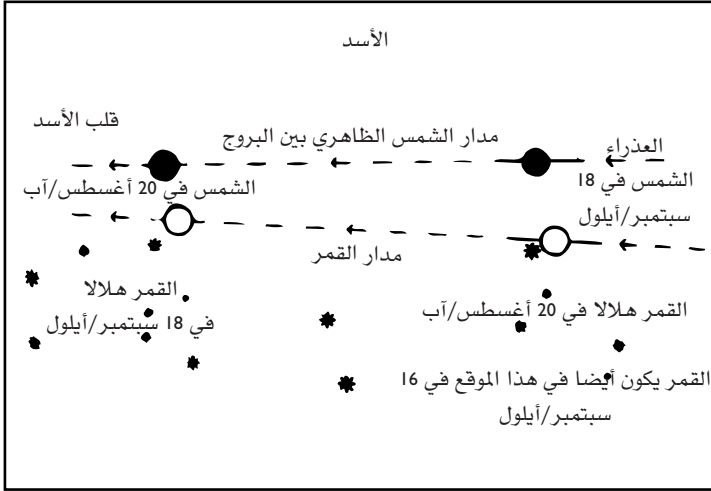 الأسد
قلب الأسد
مدار الشمس الظاهري بين البروج
العذراء
الشمس في 20 أغسطس/آب
الشمس في 18
سبتمبر/أيلول
مدار القمر
القمر هلالا
في 18 سبتمبر/أيلول
القمر هلالا في 20 أغسطس/آب
القمر يكون أيضا في هذا الموقع في 16
سبتمبر/أيلول